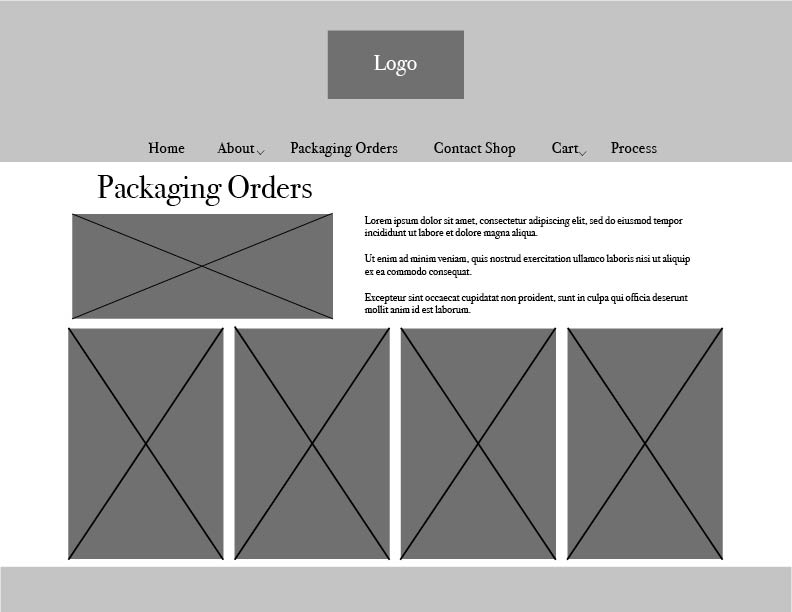 Logo
Home About Packaging Orders Contact Shop Cart Process
Packaging Orders
Lorem ipsum dolor sit amet, consectetur adipiscing elit, sed do eiusmod tempor
incididunt ut labore et dolore magna aliqua.
Ut enim ad minim veniam, quis nostrud exercitation ullamco laboris nisi ut aliquip
ex ea commodo consequat.
Excepteur sint occaecat cupidatat non proident, sunt in culpa qui officia deserunt
mollit anim id est laborum.